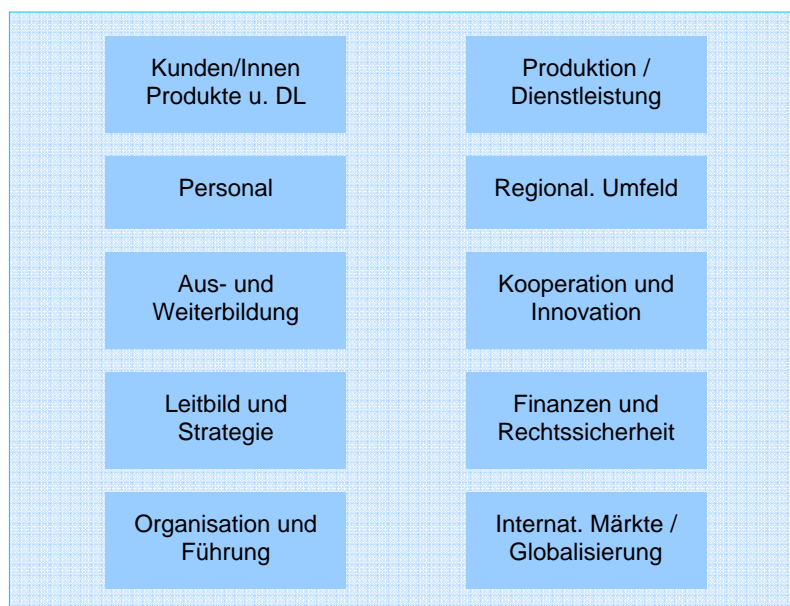 Kunden/Innen
Produkte u. DL
Produktion /
Dienstleistung
Personal
Regional. Umfeld
Aus- und
Weiterbildung
Kooperation und
Innovation
Leitbild und
Strategie
Finanzen und
Rechtssicherheit
Organisation und
Führung
Internat. Märkte /
Globalisierung